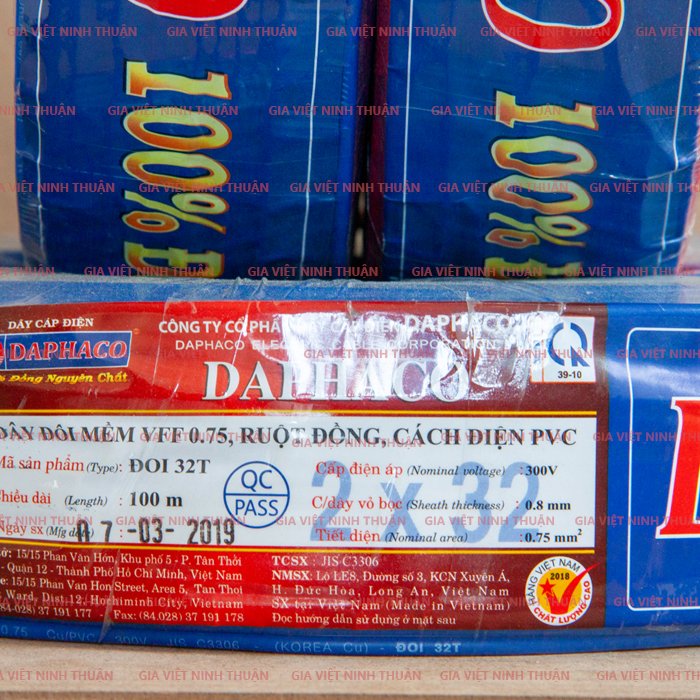 GIA VIỆT NINH THUẬN
100% Đ
100% Đ
DÂY CÁP ĐIỆN
DAPHACO
Đồng Nguyên Chất
CÔNG TY CỔ PHẦN DÂY CÁP ĐIỆN DAPHACO
DAPHACO ELECTRIC CABLE CORPORATION
DAPHACO
39-10
DÂN ĐÔI MỀM VFF 0.75, RUỘT ĐỒNG, CÁCH ĐIỆN PVC
Mã sản phẩm (Type): ĐOI 32T
Chiều dài (Length) : 100 m
Ngày sx (Mfg date) 07-03-2019
QC
PASS
2 x 32
Cấp điện áp (Nominal voltage) :300V
C/dày vỏ bọc (Sheath thickness) : 0.8 mm
Tiết diện (Nominal area) :0.75 mm²
15/15 Phan Văn Hớn, Khu phố 5 - P. Tân Thới
Quận 12 - Thành Phố Hồ Chí Minh, Việt Nam
15/15 Phan Van Hon Street, Area 5, Tan Thoi
Ward, Dist.12, Hochiminh City, Vietnam
(84.028) 37 191 177 - Fax: (84.028) 37 191 178
TCSX : JIS C3306
NMSX: Lô LE8, Đường số 3, KCN Xuyên Á,
H. Đức Hòa, Long An, Việt Nam
SX tại Việt Nam (Made in Vietnam)
Đọc hướng dẫn sử dụng ở mặt sau
HÀNG VIỆT NAM
2018
CHẤT LƯỢNG CAO
0.75 Cu/PVC 300V JIS C3306 (KOREA Cu) - ĐOI 32T